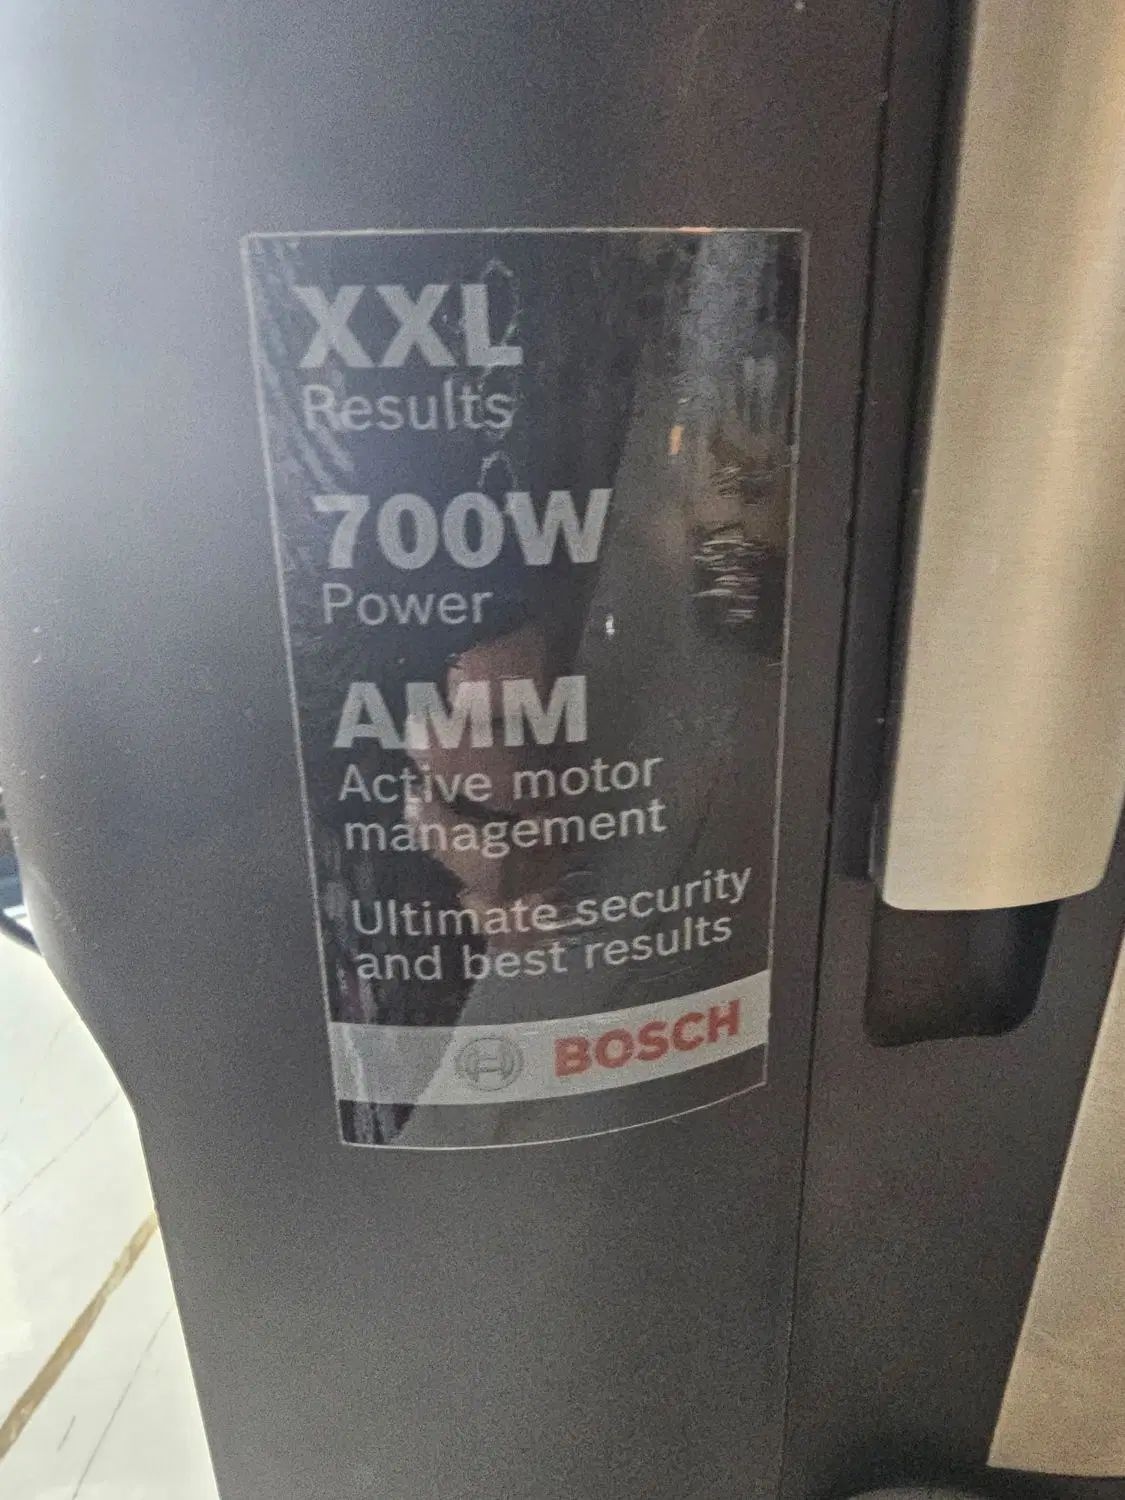 XXL
Results
700W
Power
AMM
Active motor
management
Ultimate security
and best results
BOSCH